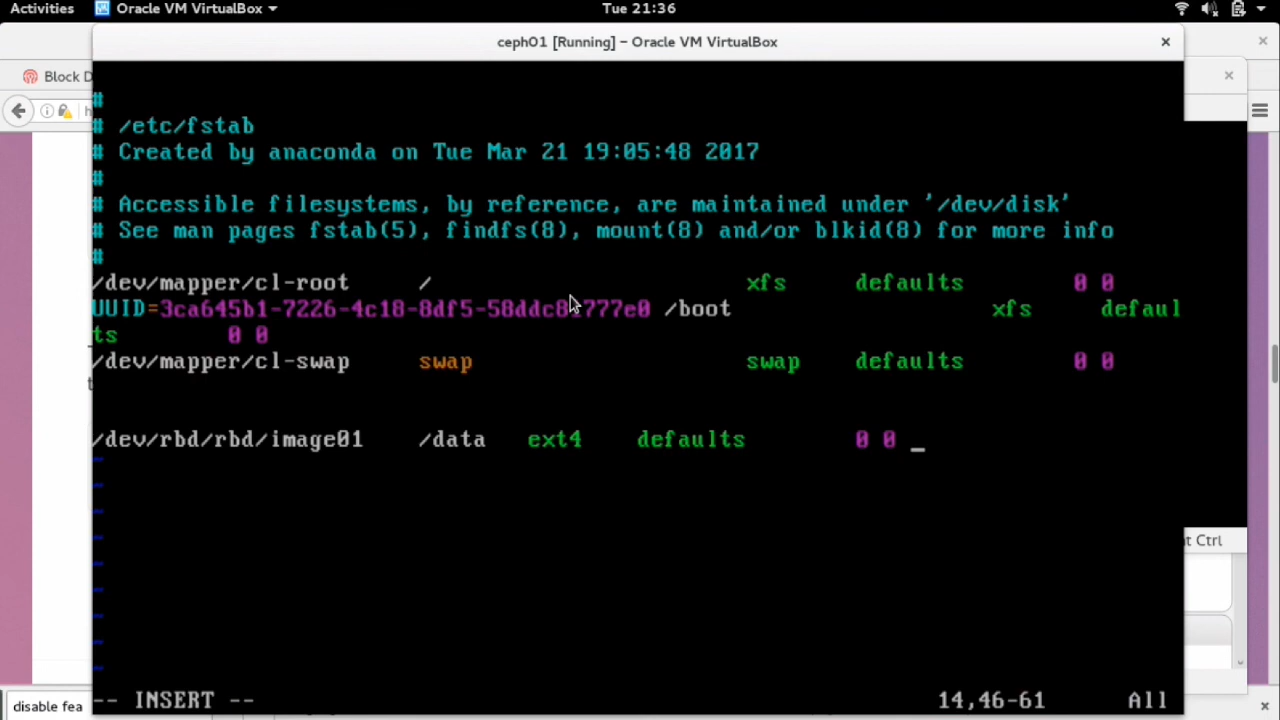 Activities Oracle VM VirtualBox Tue 21:36
ceph01 [Running] – Oracle VM VirtualBox
Block D
#
# /etc/fstab
# Created by anaconda on Tue Mar 21 19:05:48 2017
#
# Accessible filesystems, by reference, are maintained under '/dev/disk'
# See man pages fstab(5), findfs(8), mount(8) and/or blkid(8) for more info
#
/dev/mapper/cl-root / xfs defaults 0 0
/boot xfs defaul
ts 0 0
/dev/mapper/cl-swap swap swap defaults 0 0
/dev/rbd/rbd/image01 /data ext4 defaults 0 0 _
~
~
~
~
~
~
~
~
~
t Ctrl
-- INSERT -- 14,46-61 All
disable fea